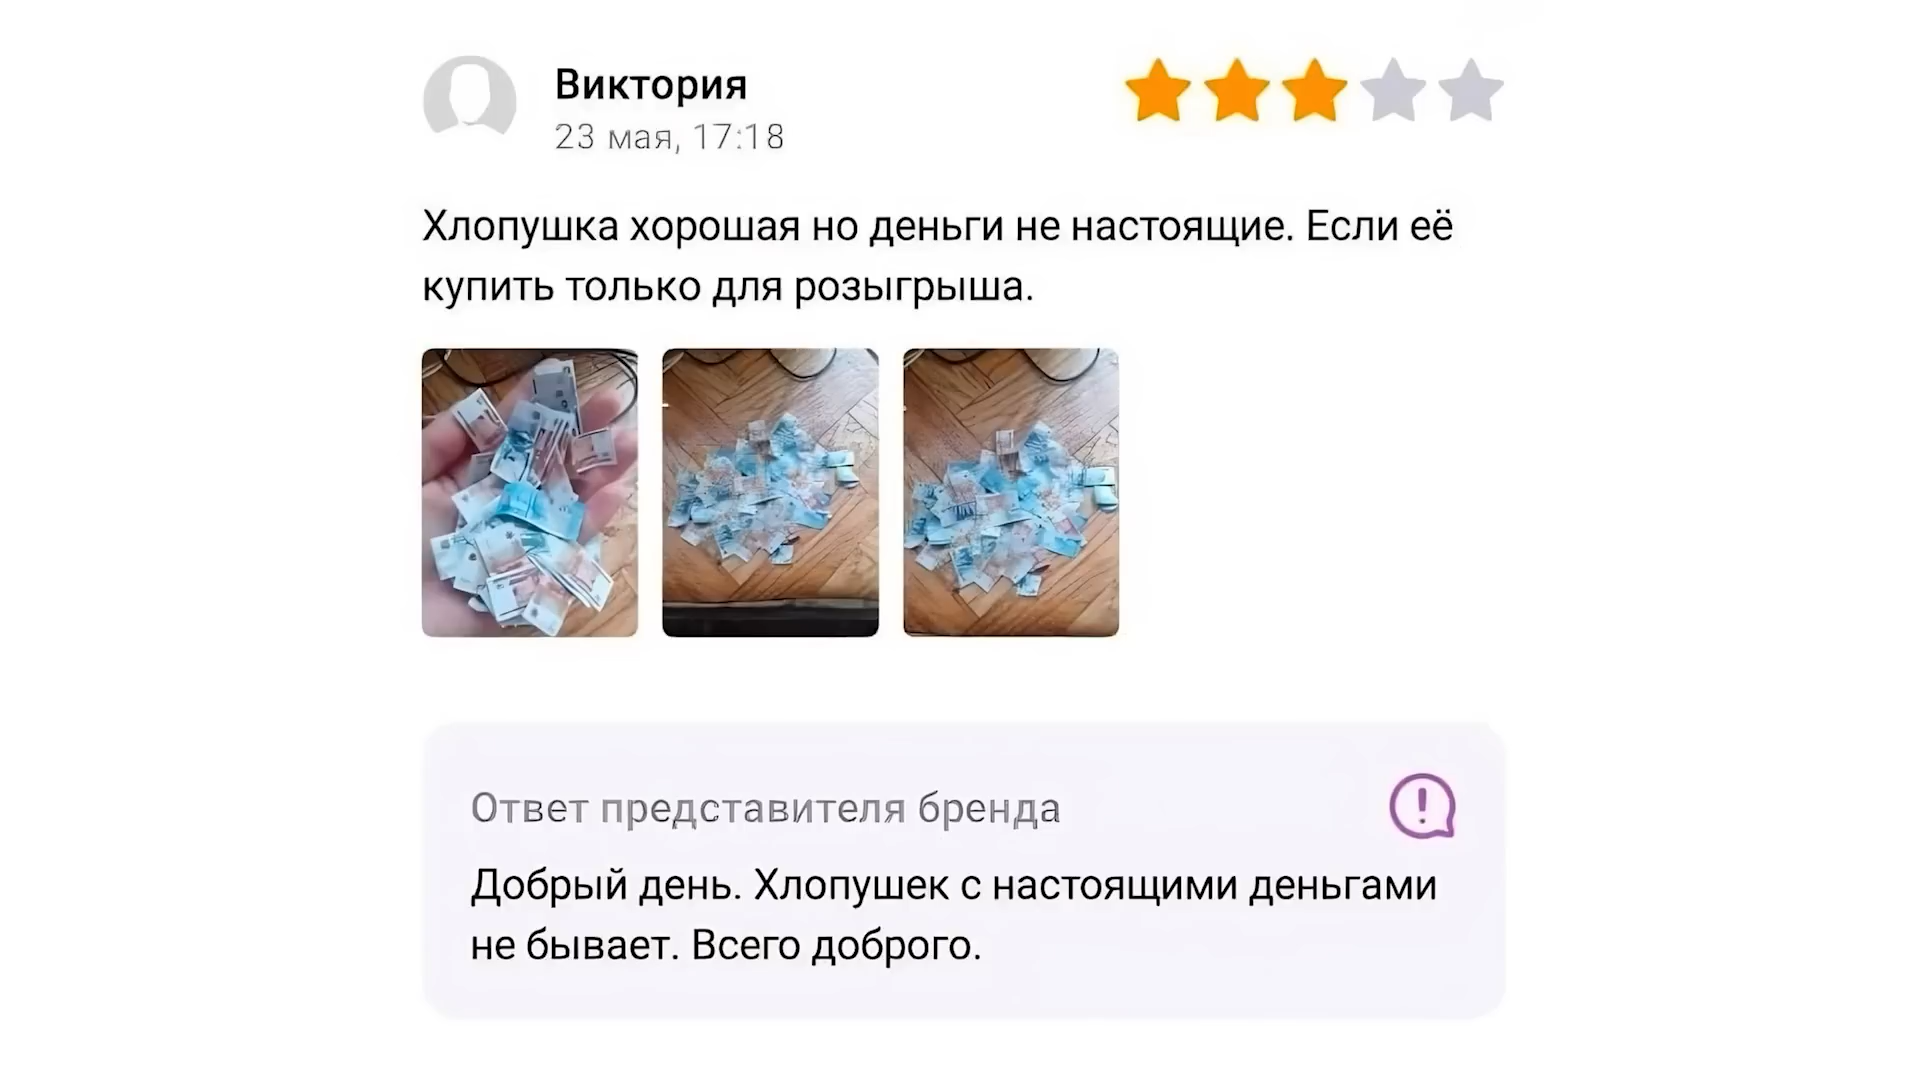 Виктория
23 мая, 17:18
Хлопушка хорошая но деньги не настоящие. Если её
купить только для розыгрыша.
Ответ представителя бренда
Добрый день. Хлопушек с настоящими деньгами
не бывает. Всего доброго.